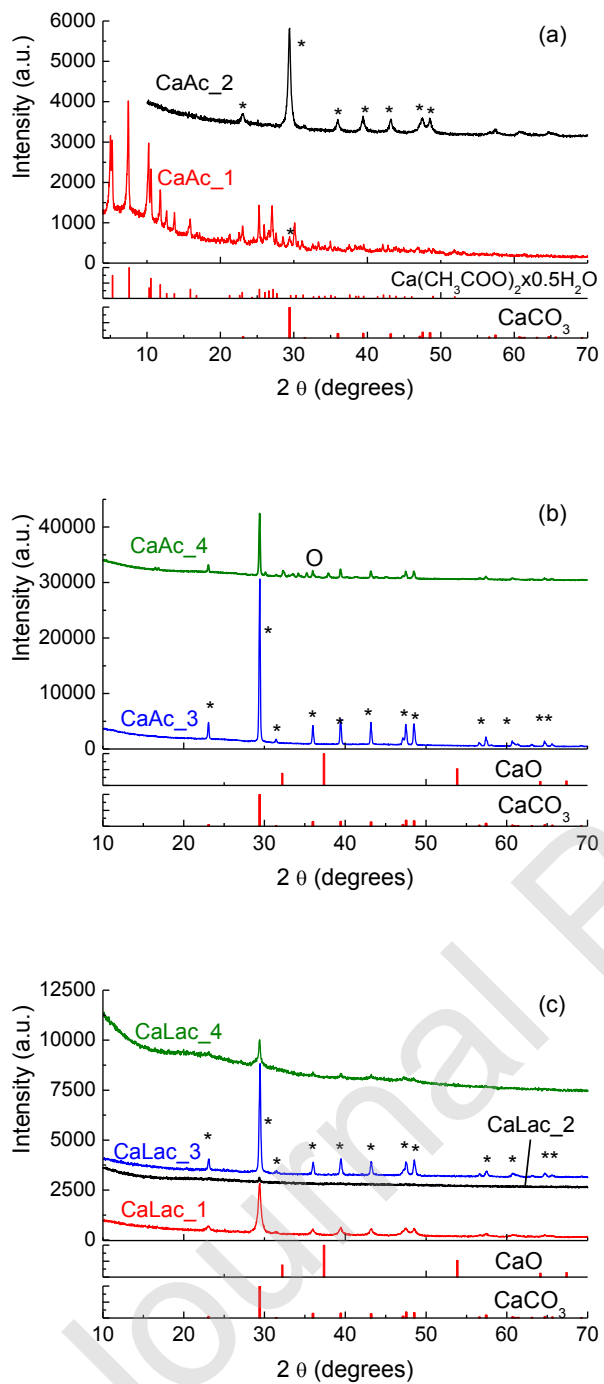 (a)
6000
5000
4000
3000
2000
1000
0
Intensity (a.u.)
CaAc_2
*
* * * * * *
CaAc_1
*
Ca(CH₃COO)₂x0.5H₂O
CaCO₃
10 20 30 40 50 60 70
2 θ (degrees)
(b)
40000
30000
20000
10000
0
Intensity (a.u.)
CaAc_4
O
*
CaAc_3
* * * * * * * * * **
CaO
CaCO₃
10 20 30 40 50 60 70
2 θ (degrees)
(c)
12500
10000
7500
5000
2500
0
Intensity (a.u.)
CaLac_4
*
CaLac_2
CaLac_3
* * * * * * * * * **
CaLac_1
CaO
CaCO₃
10 20 30 40 50 60 70
2 θ (degrees)
Journal